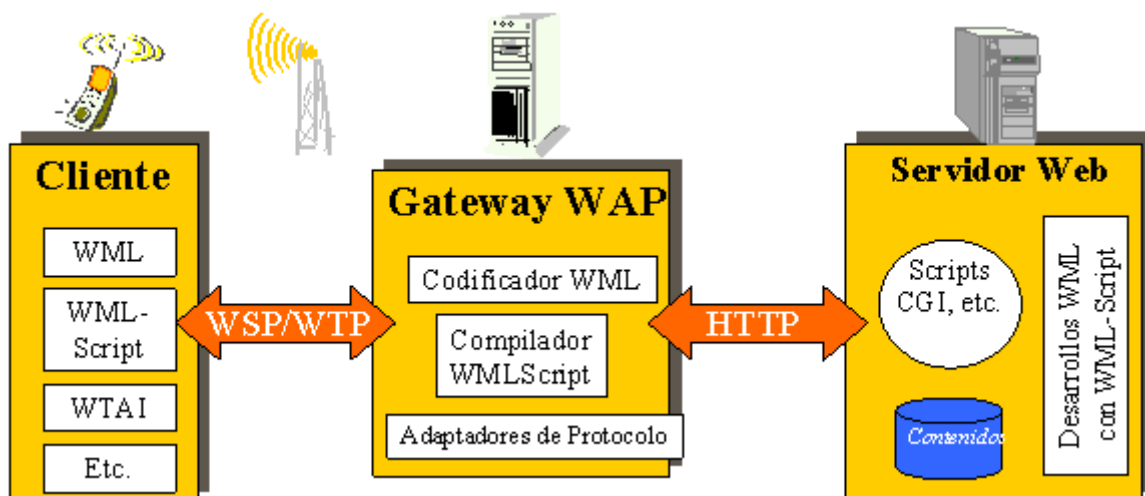 Cliente
WML
WML-
Script
WTAI
Etc.
WSP/WTP
Gateway WAP
Codificador WML
Compilador
WMLScript
Adaptadores de Protocolo
HTTP
Servidor Web
Scripts
CGI, etc.
Contenidos
Desarrollos WML
con WML-Script